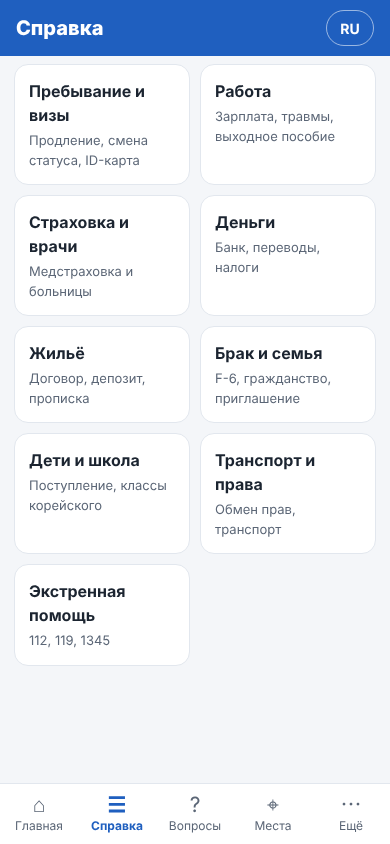 Справка
RU
Пребывание и
визы
Продление, смена
статуса, ID-карта
Работа
Зарплата, травмы,
выходное пособие
Страховка и
врачи
Медстраховка и
больницы
Деньги
Банк, переводы,
налоги
Жильё
Договор, депозит,
прописка
Брак и семья
F-6, гражданство,
приглашение
Дети и школа
Поступление, классы
корейского
Транспорт и
права
Обмен прав,
транспорт
Экстренная
помощь
112, 119, 1345
Главная
Справка
? Вопросы
Места
Ещё